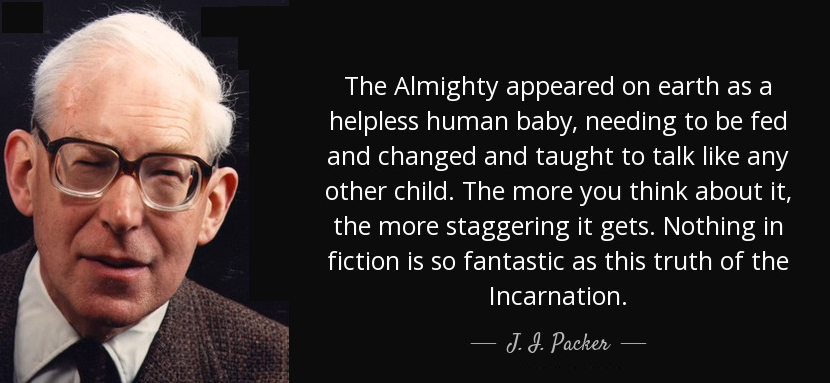 The Almighty appeared on earth as a
helpless human baby, needing to be fed
and changed and taught to talk like any
other child. The more you think about it,
the more staggering it gets. Nothing in
fiction is so fantastic as this truth of the
Incarnation.
J. I. Packer